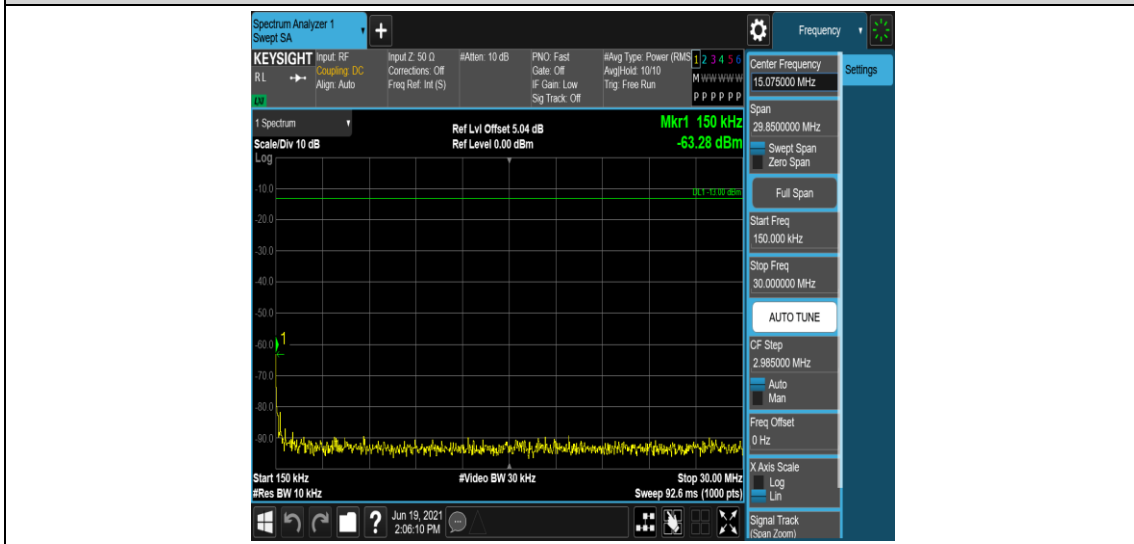 Spectrum Analyzer 1
Swept SA
+
Frequency
KEYSIGHT
RL
LXI
Input: RF
Coupling: DC
Align: Auto
Input Z: 50 Ω
Corrections: Off
Freq Ref: Int (S)
#Atten: 10 dB
PNO: Fast
Gate: Off
IF Gain: Low
Sig Track: Off
#Avg Type: Power (RMS
Avg|Hold: 10/10
Trig: Free Run
1 2 3 4 5 6
M W W W W W
P P P P P P
1 Spectrum
Scale/Div 10 dB
Log
Ref Lvl Offset 5.04 dB
Ref Level 0.00 dBm
Mkr1 150 kHz
-63.28 dBm
DL1 -13.00 dBm
-10.0
-20.0
-30.0
-40.0
-50.0
-60.0
1
-70.0
-80.0
-90.0
Start 150 kHz
#Res BW 10 kHz
#Video BW 30 kHz
Stop 30.00 MHz
Sweep 92.6 ms (1000 pts)
Center Frequency
15.075000 MHz
Settings
Span
29.8500000 MHz
Swept Span
Zero Span
Full Span
Start Freq
150.000 kHz
Stop Freq
30.000000 MHz
AUTO TUNE
CF Step
2.985000 MHz
Auto
Man
Freq Offset
0 Hz
X Axis Scale
Log
Lin
Signal Track
(Span Zoom)
?
Jun 19, 2021
2:06:10 PM